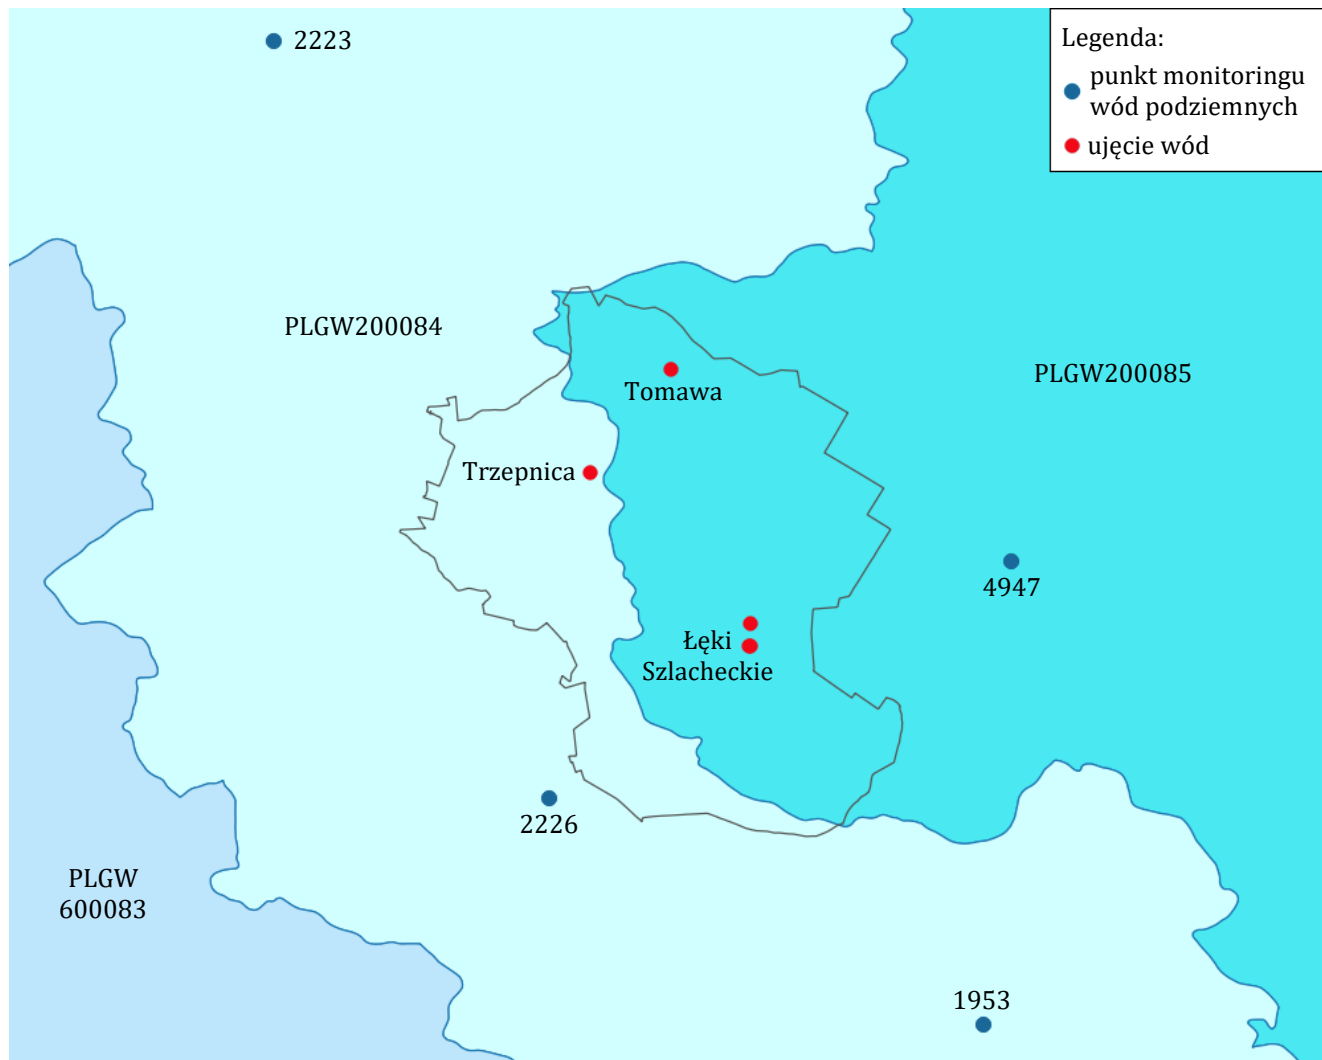 2223
Legenda:
punkt monitoringu
wód podziemnych
ujęcie wód
PLGW200084
PLGW200085
Tomawa
Trzepnica
4947
Łęki
Szlacheckie
2226
PLGW
600083
1953